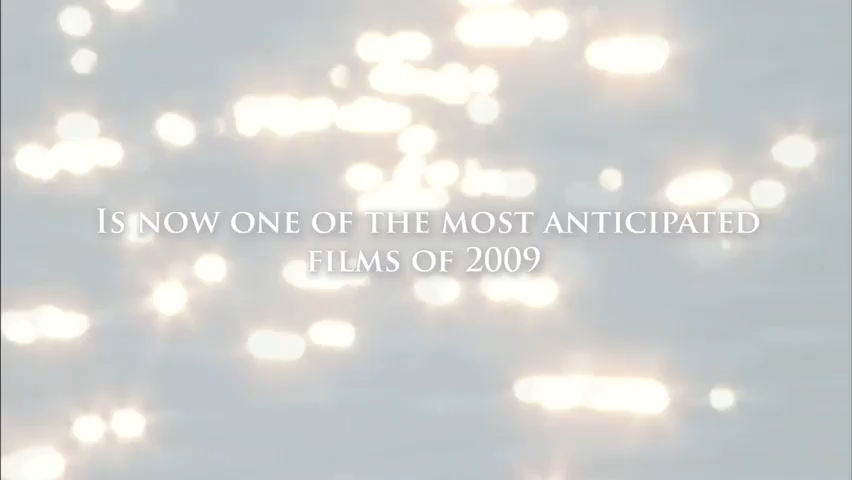 Is now one of the most anticipated
films of 2009